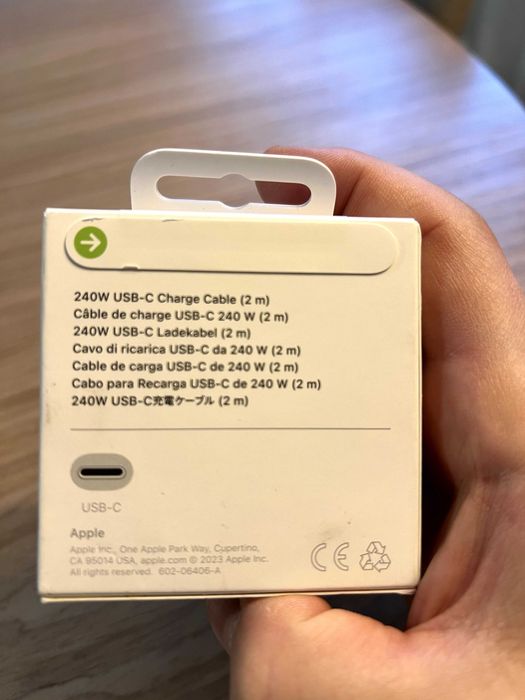 240W USB-C Charge Cable (2 m)
Câble de charge USB-C 240 W (2 m)
240W USB-C Ladekabel (2 m)
Cavo di ricarica USB-C da 240 W (2 m)
Cable de carga USB-C de 240 W (2 m)
Cabo para Recarga USB-C de 240 W (2 m)
240W USB-C充電ケーブル (2 m)
USB-C
Apple
Apple Inc., One Apple Park Way, Cupertino,
CA 95014 USA, apple.com © 2023 Apple Inc.
All rights reserved. 602-06406-A
CE